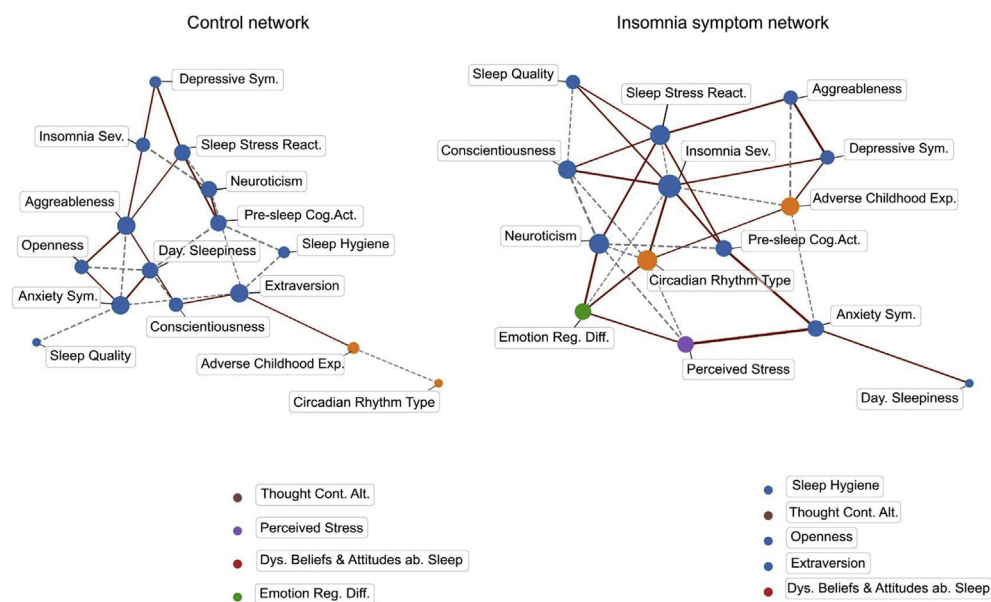 Control network
Depressive Sym.
Insomnia Sev.
Sleep Stress React.
Neuroticism
Aggreableness
Pre-sleep Cog.Act.
Openness
Day. Sleepiness
Sleep Hygiene
Anxiety Sym.
Extraversion
Conscientiousness
Sleep Quality
Adverse Childhood Exp.
Circadian Rhythm Type
Thought Cont. Alt.
Perceived Stress
Dys. Beliefs & Attitudes ab. Sleep
Emotion Reg. Diff.
Insomnia symptom network
Sleep Quality
Sleep Stress React.
Aggreableness
Conscientiousness
Insomnia Sev.
Depressive Sym.
Adverse Childhood Exp.
Neuroticism
Pre-sleep Cog.Act.
Circadian Rhythm Type
Anxiety Sym.
Emotion Reg. Diff.
Perceived Stress
Day. Sleepiness
Sleep Hygiene
Thought Cont. Alt.
Openness
Extraversion
Dys. Beliefs & Attitudes ab. Sleep